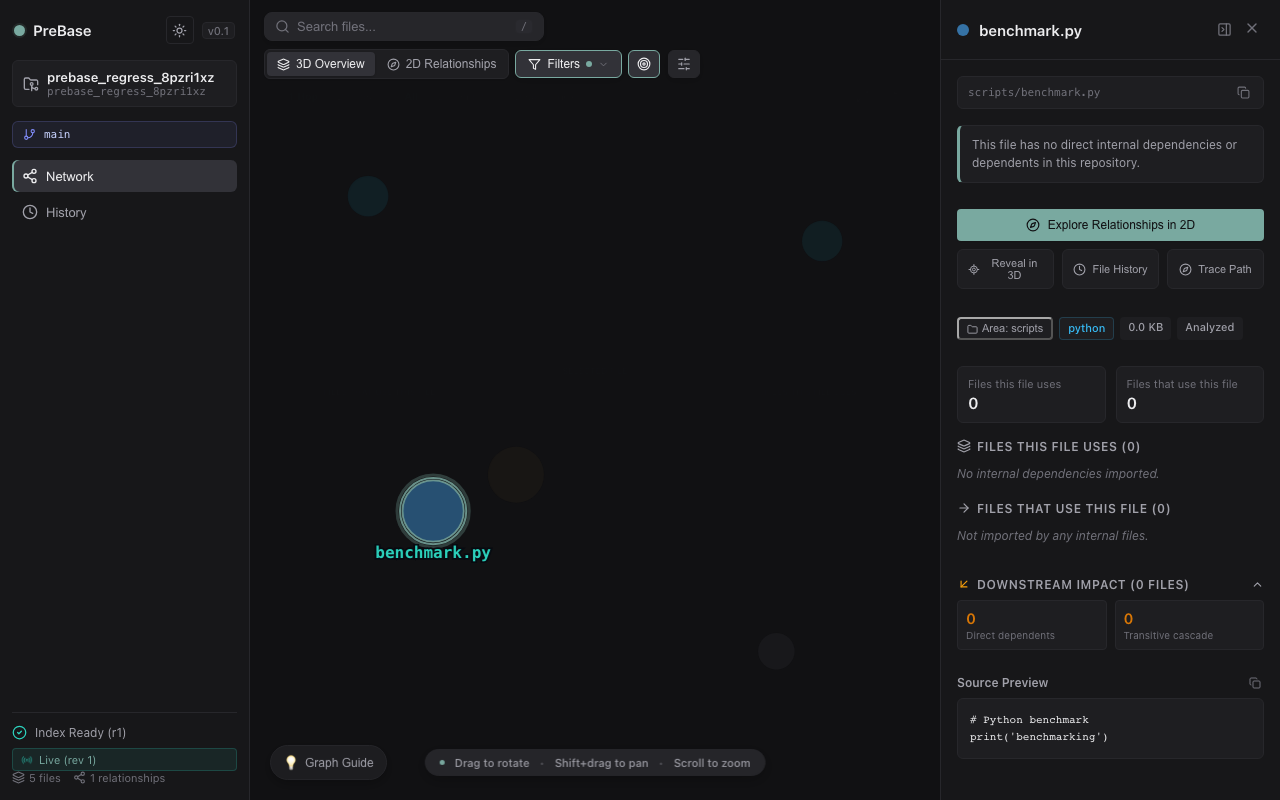 PreBase
v0.1
prebase_regress_8pzri1xz
prebase_regress_8pzri1xz
main
Network
History
Index Ready (r1)
Live (rev 1)
5 files
1 relationships
Search files...
/
3D Overview
2D Relationships
Filters
benchmark.py
Graph Guide
Drag to rotate · Shift+drag to pan · Scroll to zoom
benchmark.py
scripts/benchmark.py
This file has no direct internal dependencies or
dependents in this repository.
Explore Relationships in 2D
Reveal in
3D
File History
Trace Path
Area: scripts
python
0.0 KB
Analyzed
Files this file uses
0
Files that use this file
0
FILES THIS FILE USES (0)
No internal dependencies imported.
FILES THAT USE THIS FILE (0)
Not imported by any internal files.
DOWNSTREAM IMPACT (0 FILES)
0
Direct dependents
0
Transitive cascade
Source Preview
# Python benchmark
print('benchmarking')